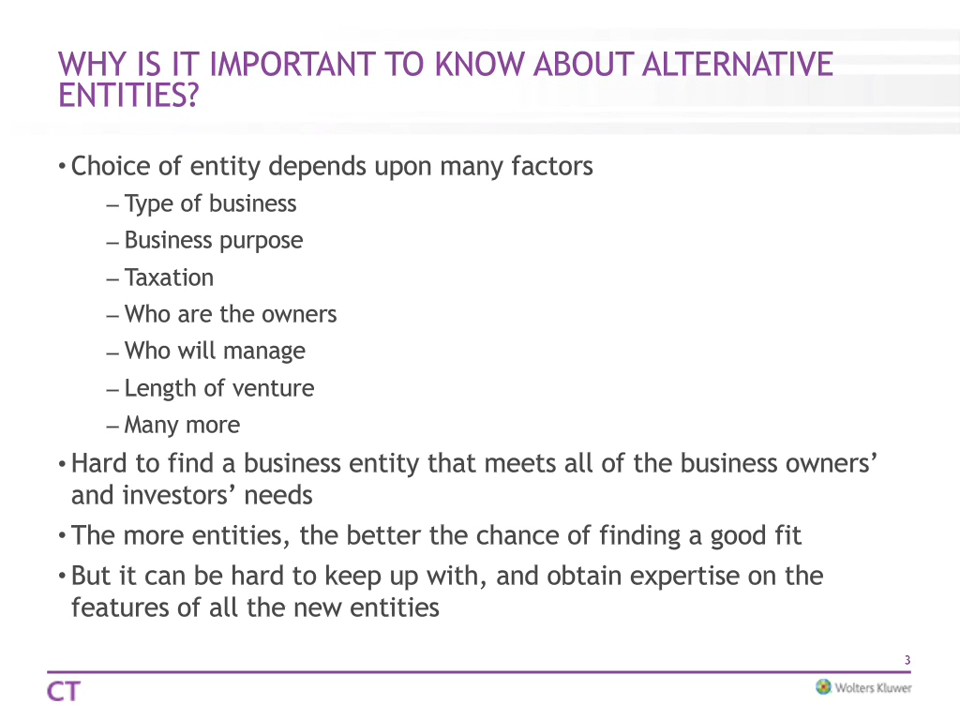 WHY IS IT IMPORTANT TO KNOW ABOUT ALTERNATIVE
ENTITIES?
• Choice of entity depends upon many factors
– Type of business
– Business purpose
– Taxation
– Who are the owners
– Who will manage
– Length of venture
– Many more
• Hard to find a business entity that meets all of the business owners’
and investors’ needs
• The more entities, the better the chance of finding a good fit
• But it can be hard to keep up with, and obtain expertise on the
features of all the new entities
3
CT
Wolters Kluwer